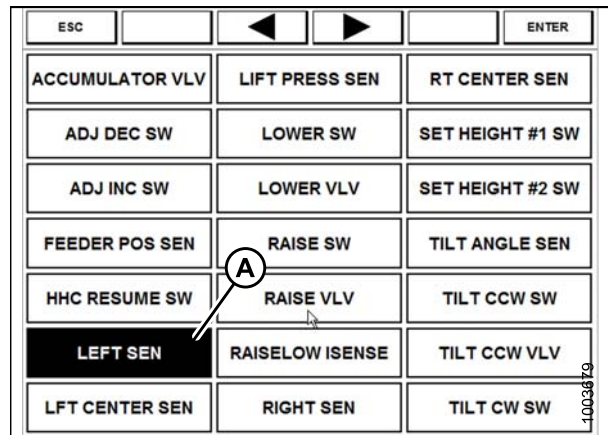 ESC ENTER
ACCUMULATOR VLV LIFT PRESS SEN RT CENTER SEN
ADJ DEC SW LOWER SW SET HEIGHT #1 SW
ADJ INC SW LOWER VLV SET HEIGHT #2 SW
FEEDER POS SEN RAISE SW TILT ANGLE SEN
A
HHC RESUME SW RAISE VLV TILT CCW SW
LEFT SEN RAISELOW ISENSE TILT CCW VLV
LFT CENTER SEN RIGHT SEN TILT CW SW
1003679